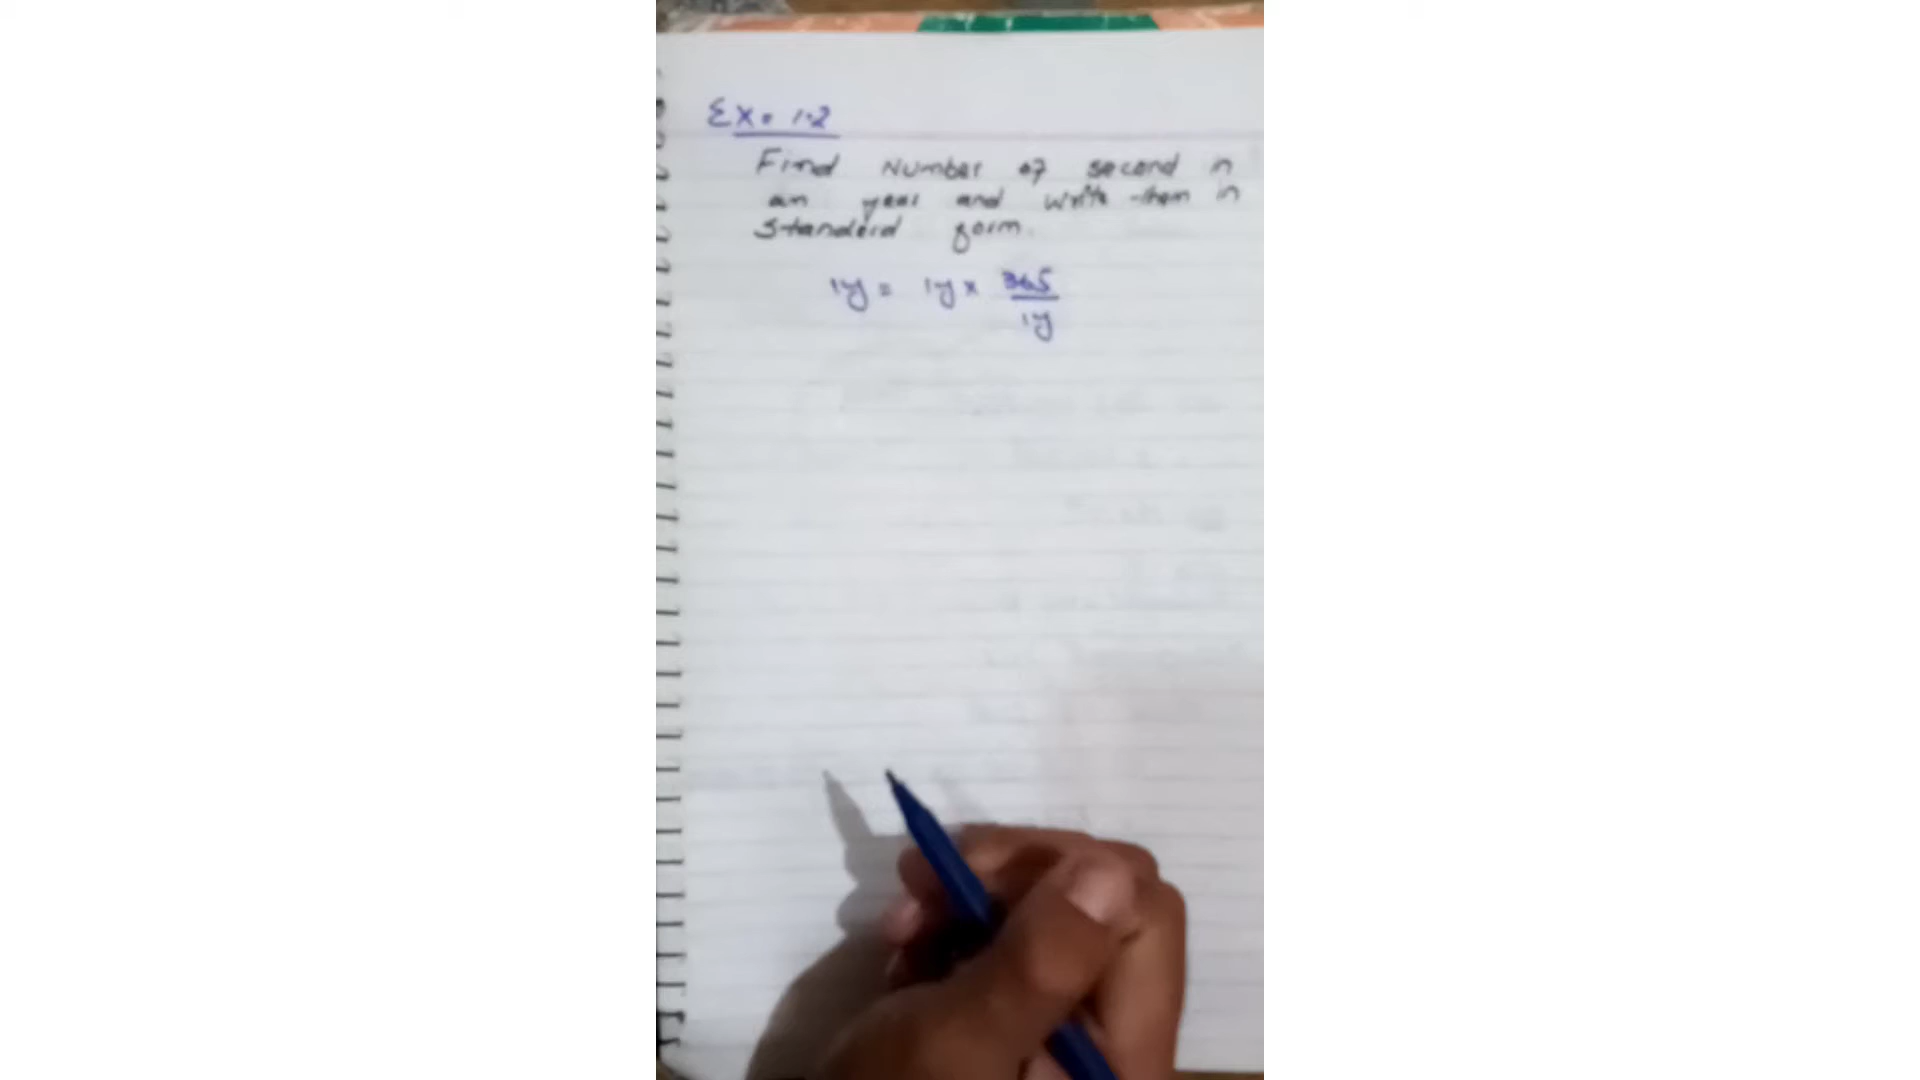 Ex. 1.2
Find Number of second in
an year and write them in
standerd form.
1y = 1y × 365
1y